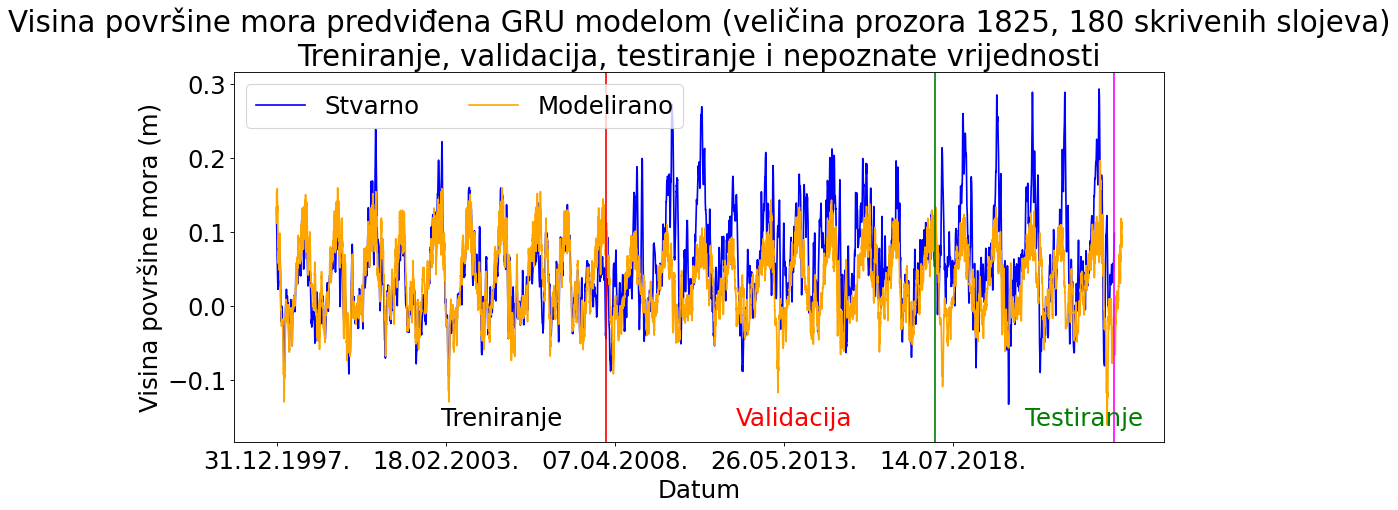 Visina površine mora predviđena GRU modelom (veličina prozora 1825, 180 skrivenih slojeva)
Treniranje, validacija, testiranje i nepoznate vrijednosti
Stvarno
Modelirano
Visina površine mora (m)
0.3
0.2
0.1
0.0
−0.1
Treniranje
Validacija
Testiranje
31.12.1997.
18.02.2003.
07.04.2008.
26.05.2013.
14.07.2018.
Datum